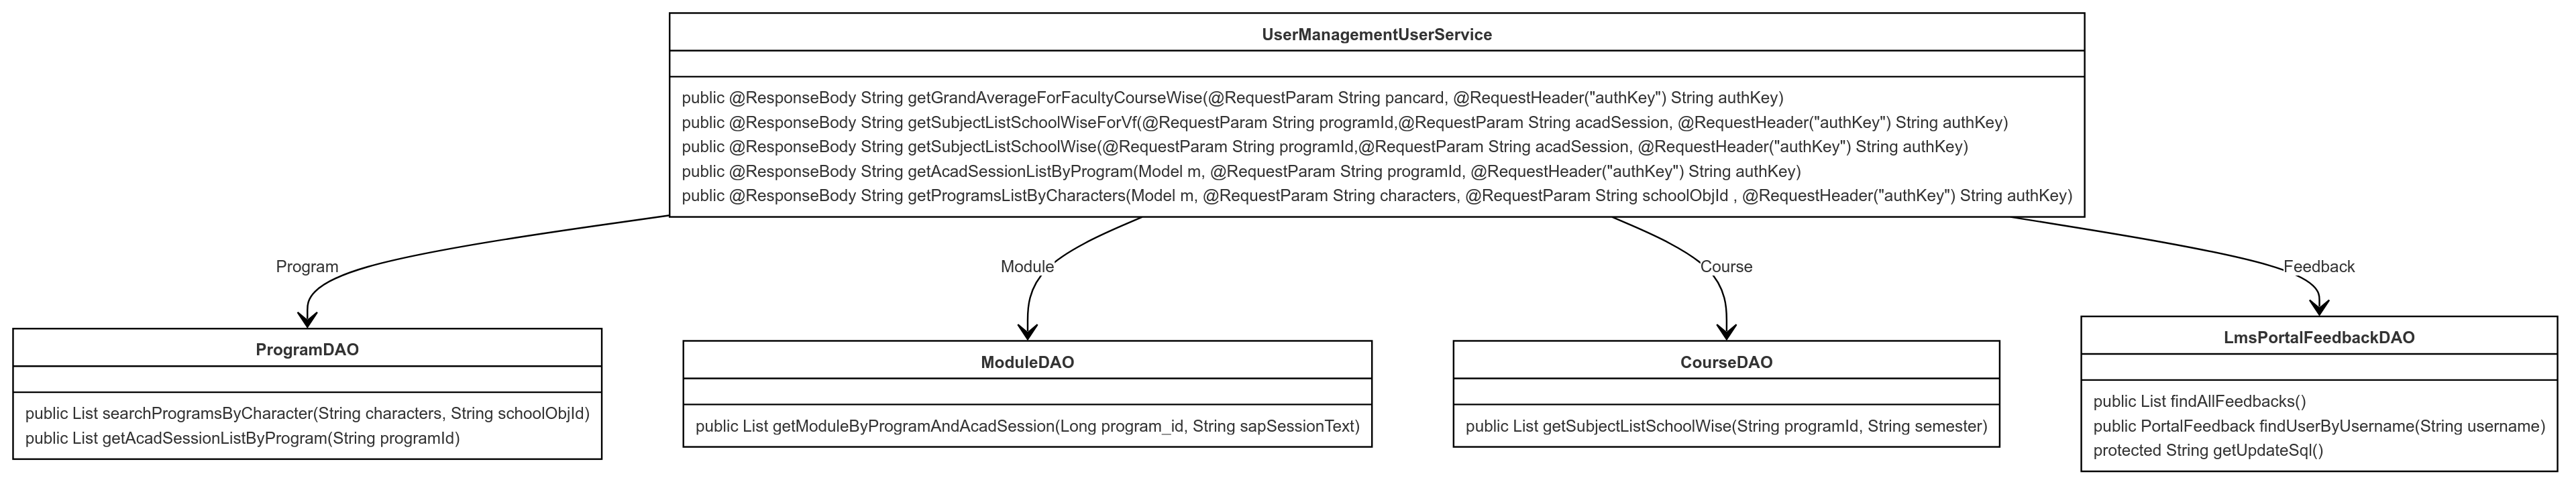 UserManagementUserService
public @ResponseBody String getGrandAverageForFacultyCourseWise(@RequestParam String pancard, @RequestHeader("authKey") String authKey)
public @ResponseBody String getSubjectListSchoolWiseForVf(@RequestParam String programId,@RequestParam String acadSession, @RequestHeader("authKey") String authKey)
public @ResponseBody String getSubjectListSchoolWise(@RequestParam String programId,@RequestParam String acadSession, @RequestHeader("authKey") String authKey)
public @ResponseBody String getAcadSessionListByProgram(Model m, @RequestParam String programId, @RequestHeader("authKey") String authKey)
public @ResponseBody String getProgramsListByCharacters(Model m, @RequestParam String characters, @RequestParam String schoolObjId , @RequestHeader("authKey") String authKey)
Program
Module
Course
Feedback
ProgramDAO
public List searchProgramsByCharacter(String characters, String schoolObjId)
public List getAcadSessionListByProgram(String programId)
ModuleDAO
public List getModuleByProgramAndAcadSession(Long program_id, String sapSessionText)
CourseDAO
public List getSubjectListSchoolWise(String programId, String semester)
LmsPortalFeedbackDAO
public List findAllFeedbacks()
public PortalFeedback findUserByUsername(String username)
protected String getUpdateSql()